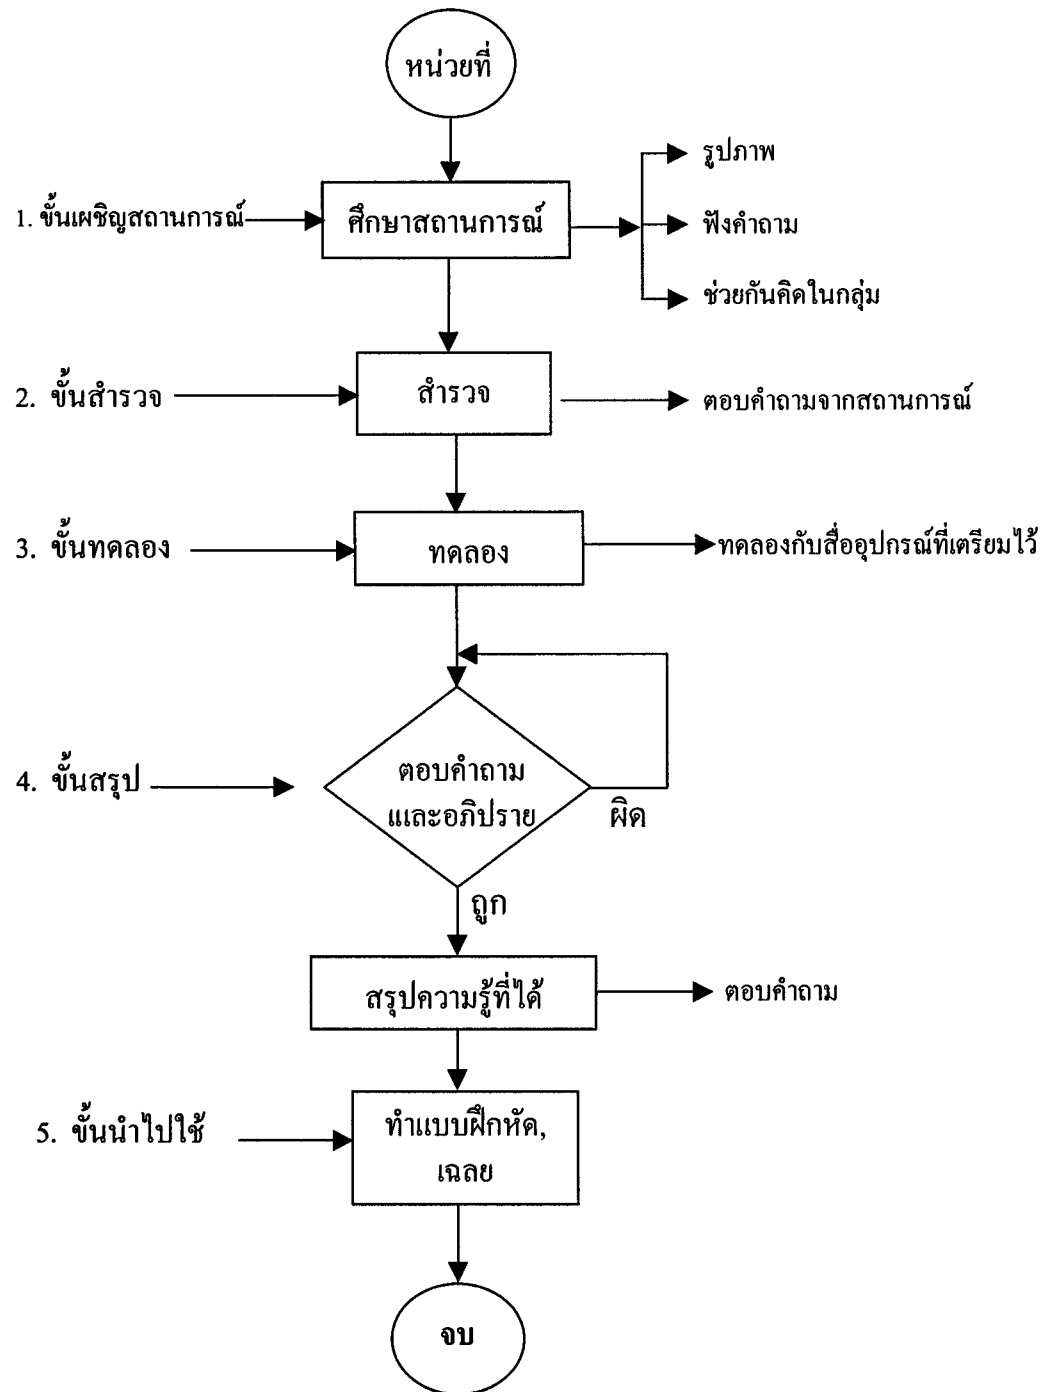 หน่วยที่
รูปภาพ
1. ขั้นเผชิญสถานการณ์
ศึกษาสถานการณ์
ฟังคำถาม
ช่วยกันคิดในกลุ่ม
2. ขั้นสำรวจ
สำรวจ
ตอบคำถามจากสถานการณ์
3. ขั้นทดลอง
ทดลอง
ทดลองกับสื่ออุปกรณ์ที่เตรียมไว้
4. ขั้นสรุป
ตอบคำถาม
และอภิปราย
ผิด
ถูก
สรุปความรู้ที่ได้
ตอบคำถาม
5. ขั้นนำไปใช้
ทำแบบฝึกหัด,
เฉลย
จบ